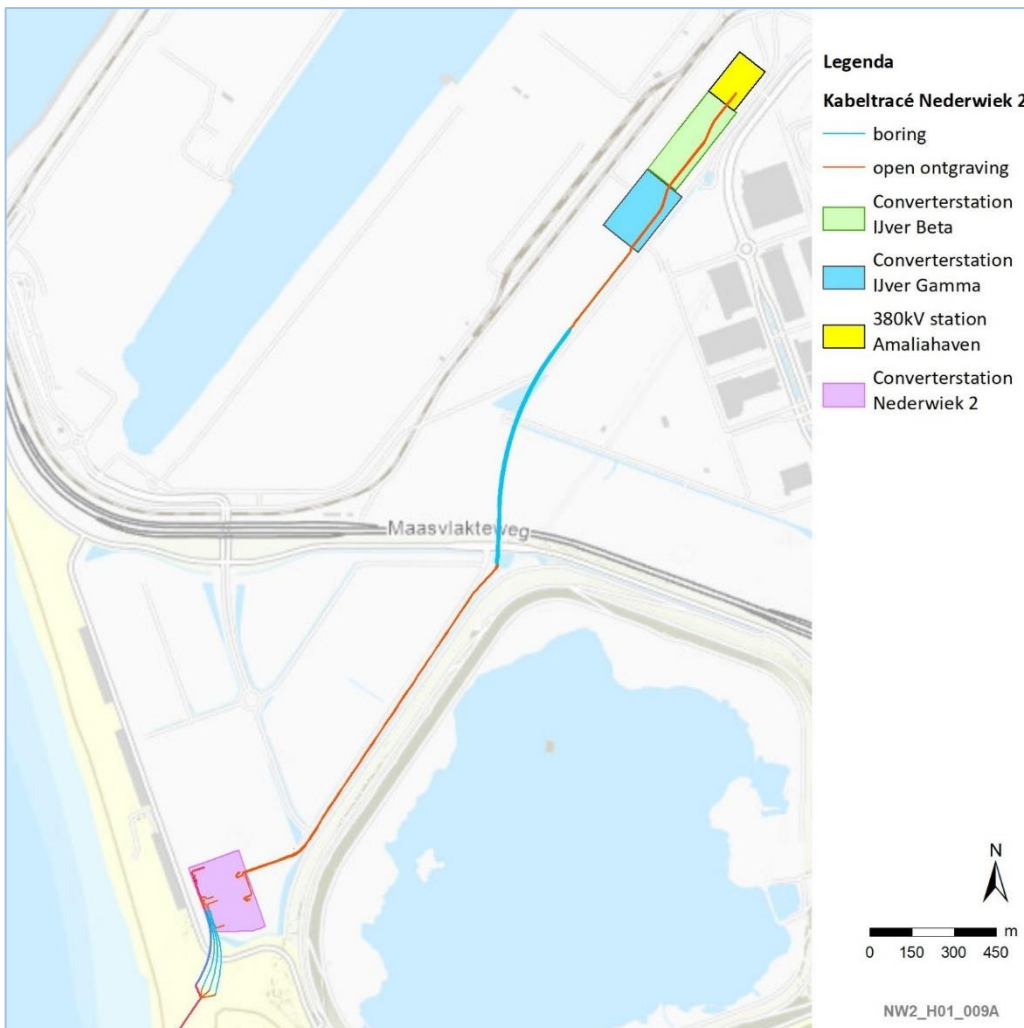 Maasvlakteweg
Legenda
Kabeltracé Nederwiek 2
boring
open ontgraving
Converterstation
IJver Beta
Converterstation
IJver Gamma
380kV station
Amaliahaven
Converterstation
Nederwiek 2
N
m
0 150 300 450
NW2_H01_009A